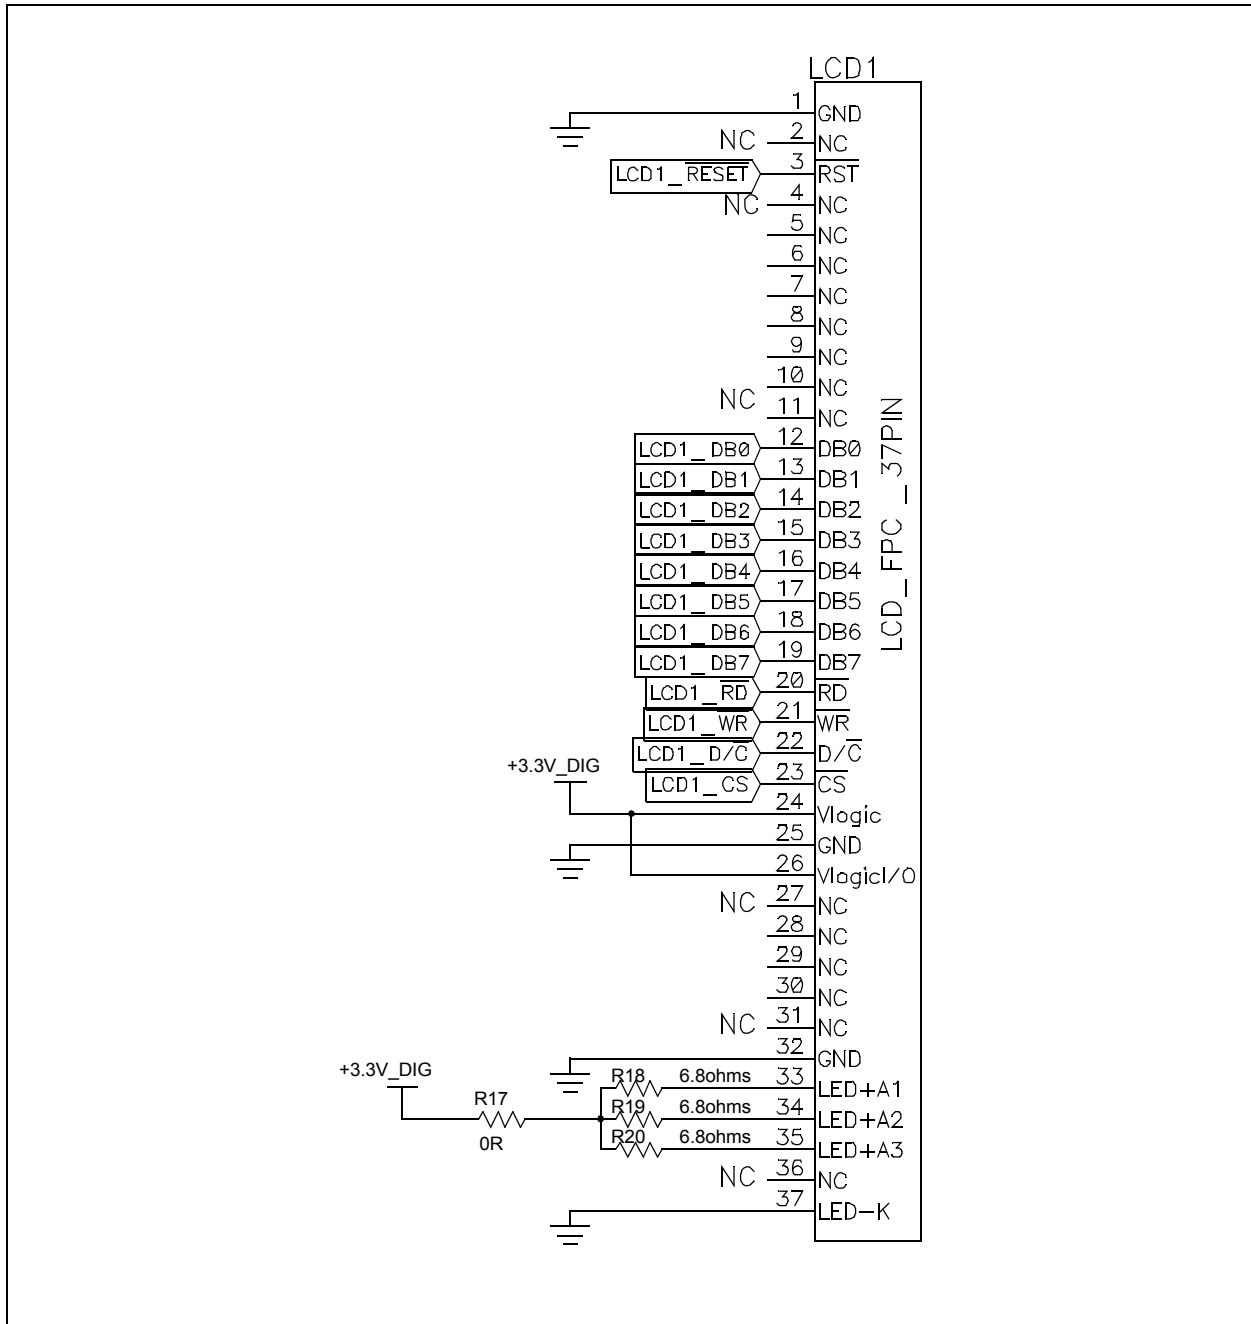 LCD1
1 GND
NC 2 NC
LCD1_RESET 3 RST
NC 4 NC
5 NC
6 NC
7 NC
8 NC
9 NC
10 NC
NC 11 NC
LCD1_DB0 12 DB0
LCD1_DB1 13 DB1
LCD1_DB2 14 DB2
LCD1_DB3 15 DB3
LCD1_DB4 16 DB4
LCD1_DB5 17 DB5
LCD1_DB6 18 DB6
LCD1_DB7 19 DB7
LCD_FPC _37PIN
LCD1_RD 20 RD
LCD1_WR 21 WR
LCD1_D/C 22 D/C
+3.3V_DIG
LCD1_CS 23 CS
24 Vlogic
25 GND
26 VlogicI/O
NC 27 NC
28 NC
29 NC
30 NC
NC 31 NC
32 GND
+3.3V_DIG
R17
0R
R18 6.8ohms 33 LED+A1
R19 6.8ohms 34 LED+A2
R20 6.8ohms 35 LED+A3
NC 36 NC
37 LED-K